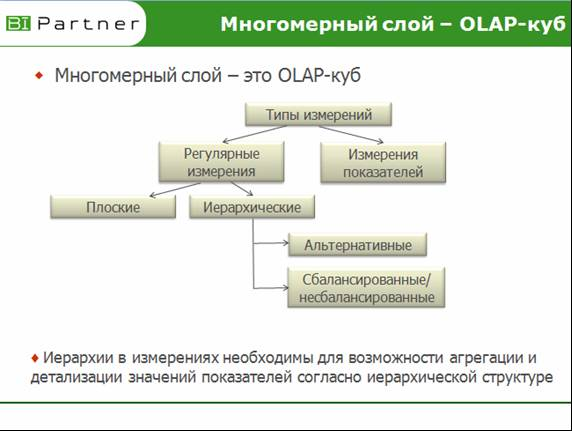 BI Partner
Многомерный слой – OLAP-куб
♦ Многомерный слой – это OLAP-куб
Типы измерений
Регулярные
измерения
Измерения
показателей
Плоские
Иерархические
Альтернативные
Сбалансированные/
несбалансированные
♦ Иерархии в измерениях необходимы для возможности агрегации и
детализации значений показателей согласно иерархической структуре